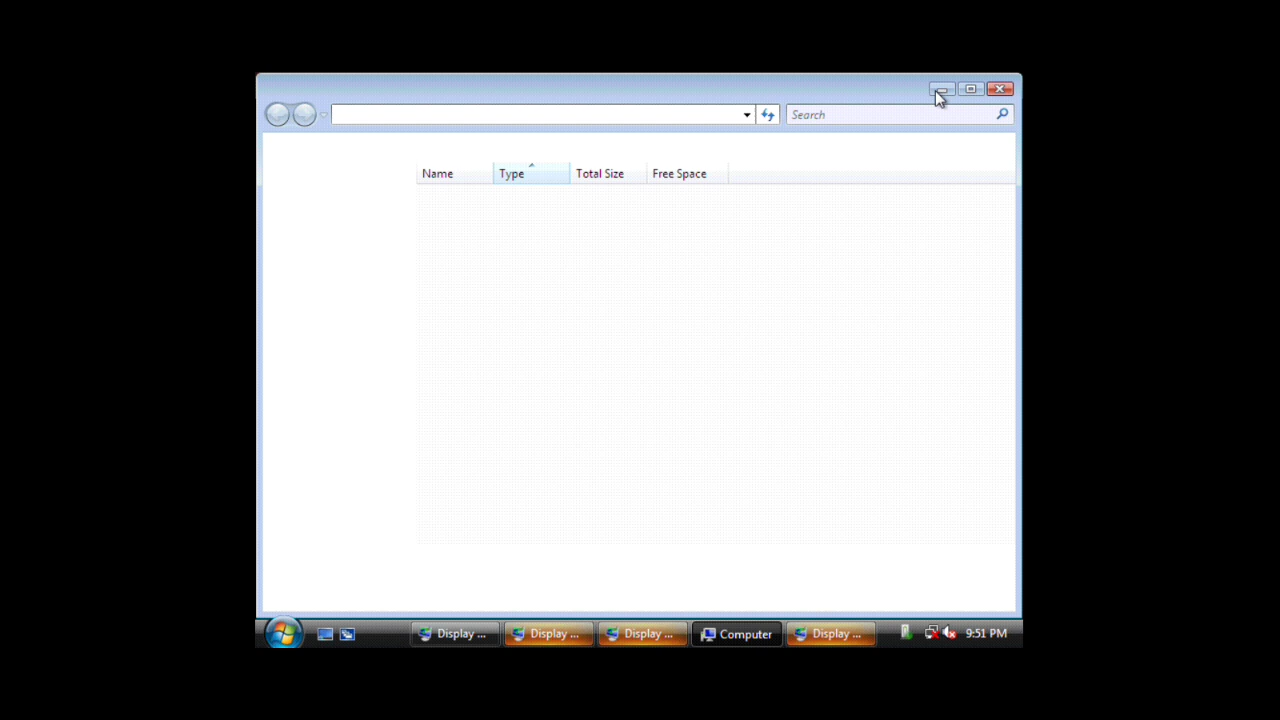 Search
Name Type Total Size Free Space
Display ... Display ... Display ... Computer Display ... 9:51 PM